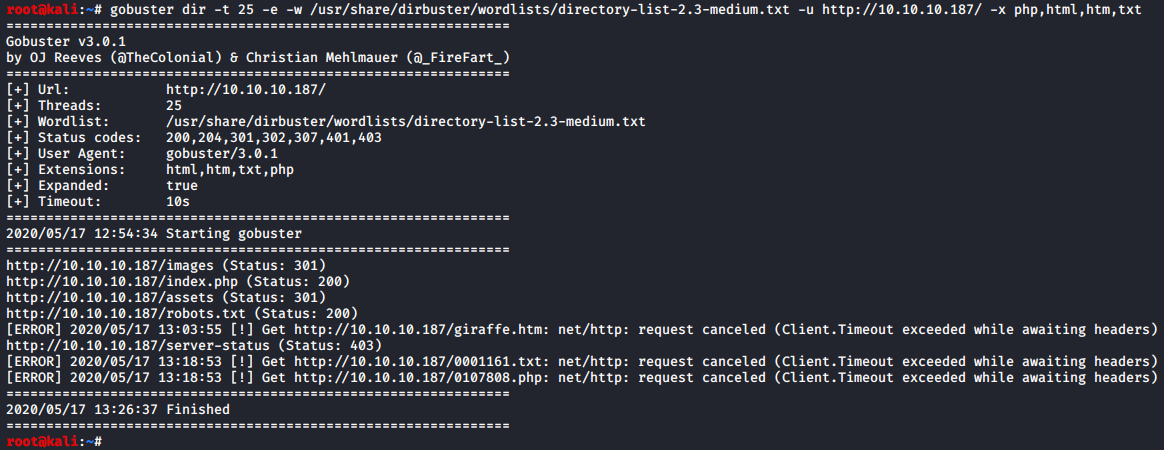 root@kali:~# gobuster dir -t 25 -e -w /usr/share/dirbuster/wordlists/directory-list-2.3-medium.txt -u http://10.10.10.187/ -x php,html,htm,txt
===============================================================
Gobuster v3.0.1
by OJ Reeves (@TheColonial) & Christian Mehlmauer (@_FireFart_)
===============================================================
[+] Url:            http://10.10.10.187/
[+] Threads:        25
[+] Wordlist:       /usr/share/dirbuster/wordlists/directory-list-2.3-medium.txt
[+] Status codes:   200,204,301,302,307,401,403
[+] User Agent:     gobuster/3.0.1
[+] Extensions:     html,htm,txt,php
[+] Expanded:       true
[+] Timeout:        10s
===============================================================
2020/05/17 12:54:34 Starting gobuster
===============================================================
http://10.10.10.187/images (Status: 301)
http://10.10.10.187/index.php (Status: 200)
http://10.10.10.187/assets (Status: 301)
http://10.10.10.187/robots.txt (Status: 200)
[ERROR] 2020/05/17 13:03:55 [!] Get http://10.10.10.187/giraffe.htm: net/http: request canceled (Client.Timeout exceeded while awaiting headers)
http://10.10.10.187/server-status (Status: 403)
[ERROR] 2020/05/17 13:18:53 [!] Get http://10.10.10.187/0001161.txt: net/http: request canceled (Client.Timeout exceeded while awaiting headers)
[ERROR] 2020/05/17 13:18:53 [!] Get http://10.10.10.187/0107808.php: net/http: request canceled (Client.Timeout exceeded while awaiting headers)
===============================================================
2020/05/17 13:26:37 Finished
===============================================================
root@kali:~#